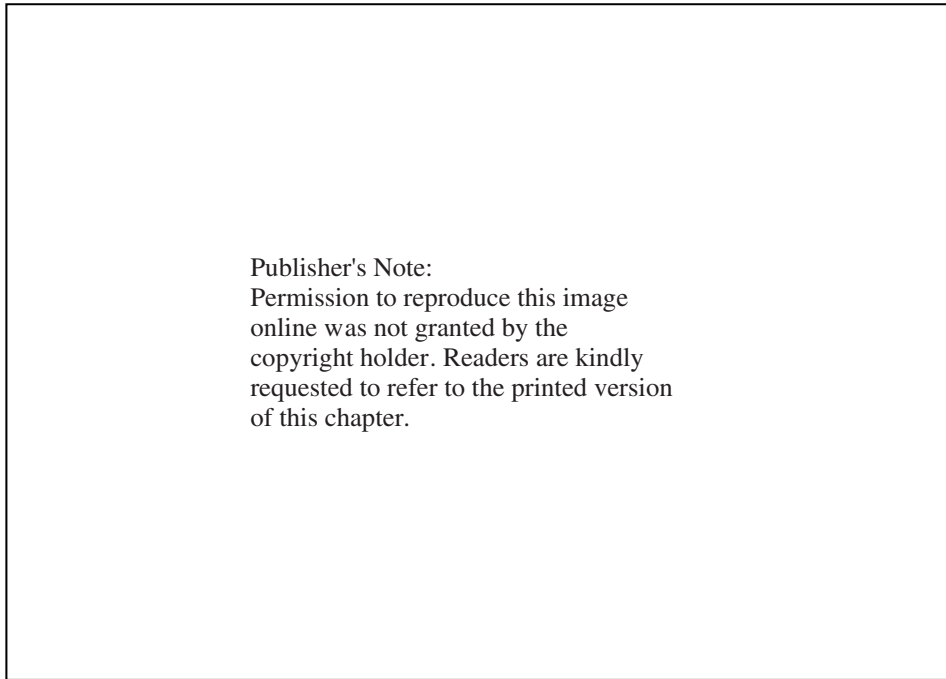 Publisher's Note:
Permission to reproduce this image
online was not granted by the
copyright holder. Readers are kindly
requested to refer to the printed version
of this chapter.